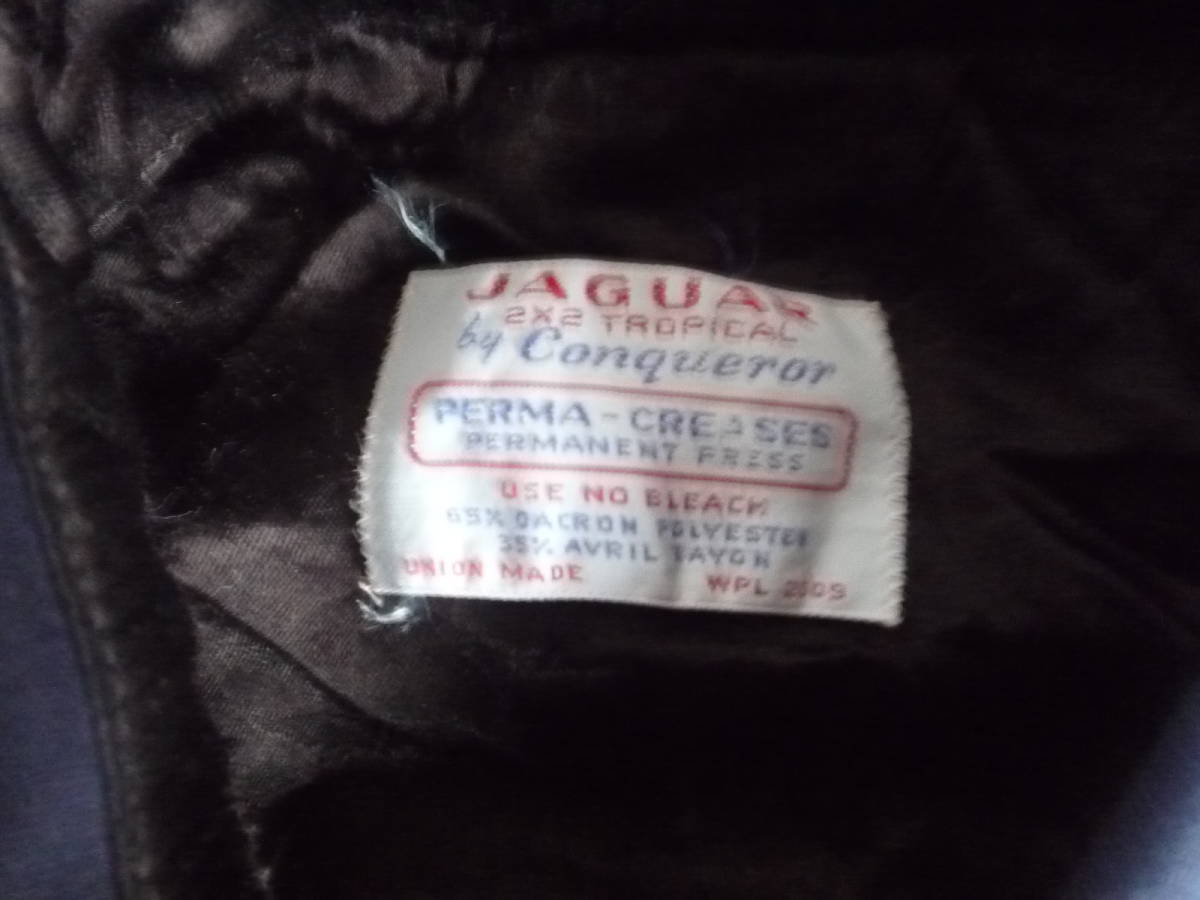 JAGUAR
2X2 TROPICAL
by Conqueror
PERMA-CREASES
PERMANENT PRESS
USE NO BLEACH
65% DACRON POLYESTER
35% AVRIL RAYON
UNION MADE WPL